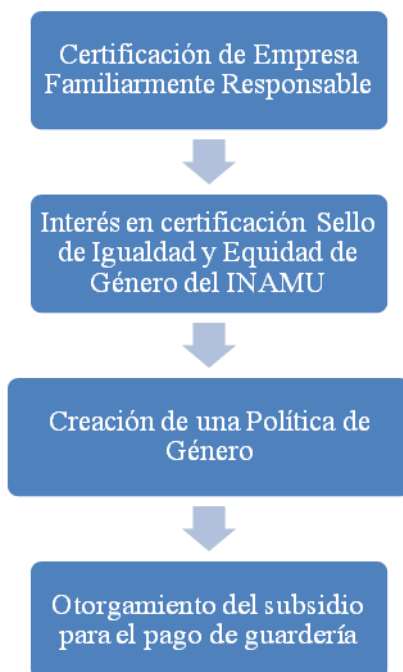 Certificación de Empresa
Familiarmente Responsable
Interés en certificación Sello
de Igualdad y Equidad de
Género del INAMU
Creación de una Política de
Género
Otorgamiento del subsidio
para el pago de guardería